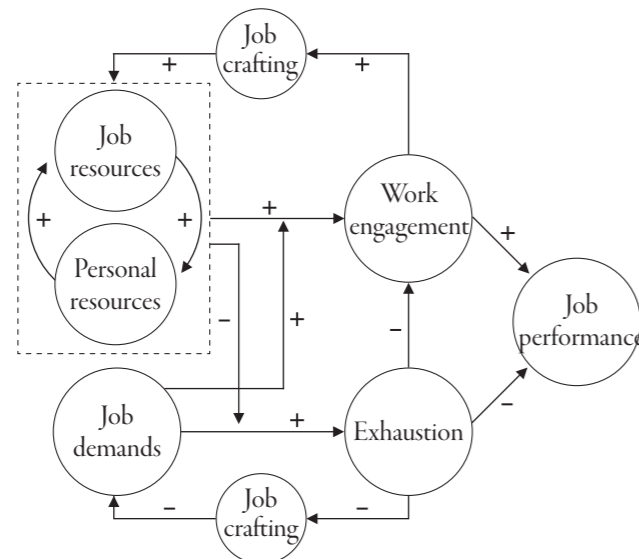 Job
crafting
+
+
Job
resources
+
+
Personal
resources
+
Work
engagement
+
–
+
–
Job
performance
Job
demands
+
Exhaustion
–
–
Job
crafting
–